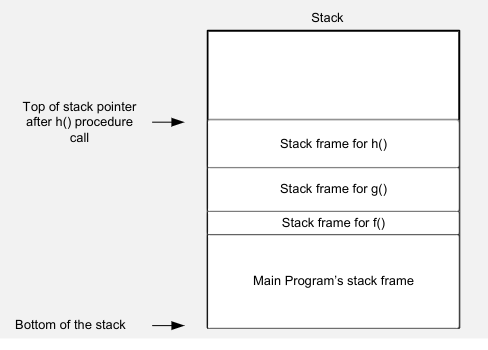 Stack
Top of stack pointer
after h() procedure
call
Stack frame for h()
Stack frame for g()
Stack frame for f()
Main Program's stack frame
Bottom of the stack